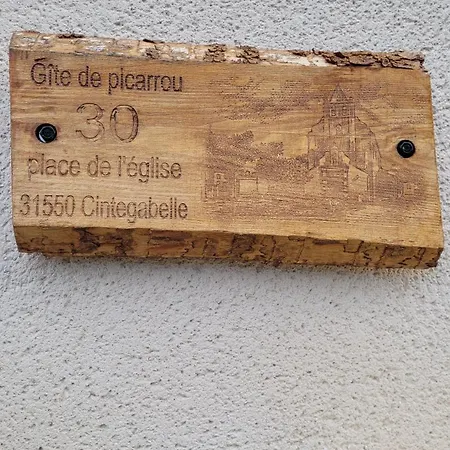 Gîte de picarrou
30
place de l'église
31550 Cintegabelle